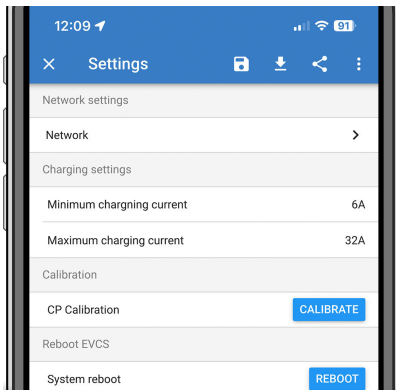 12:09
91
Settings
Network settings
Network
Charging settings
Minimum chargning current 6A
Maximum charging current 32A
Calibration
CP Calibration CALIBRATE
Reboot EVCS
System reboot REBOOT